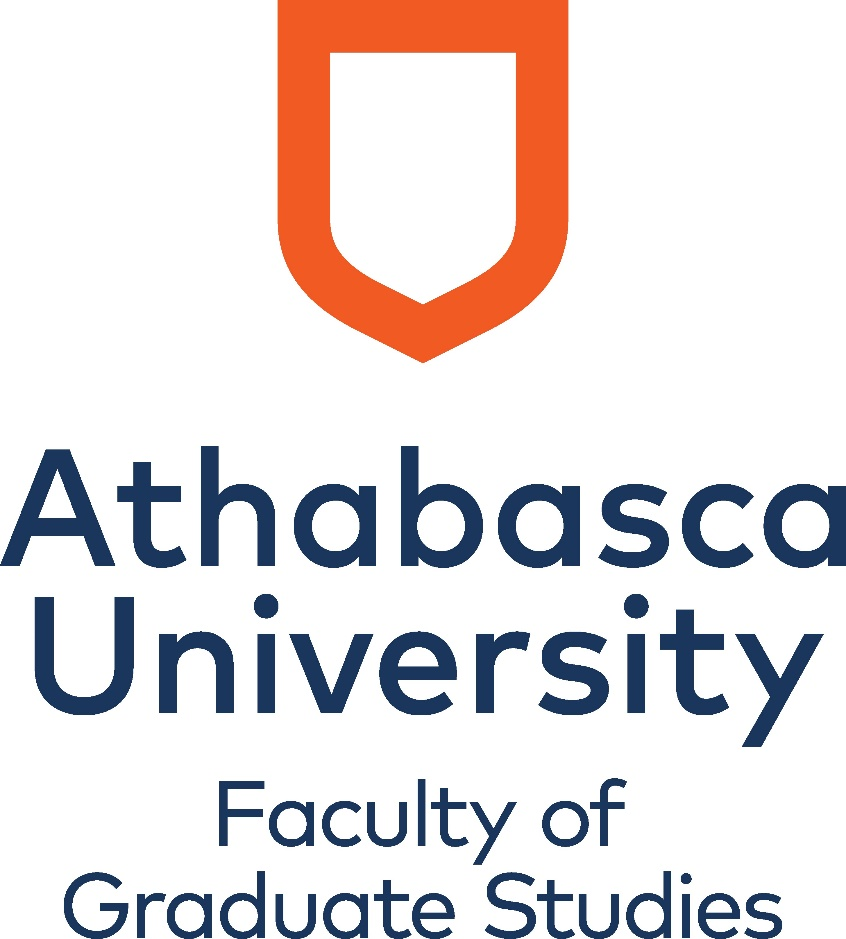 Athabasca
University
Faculty of
Graduate Studies